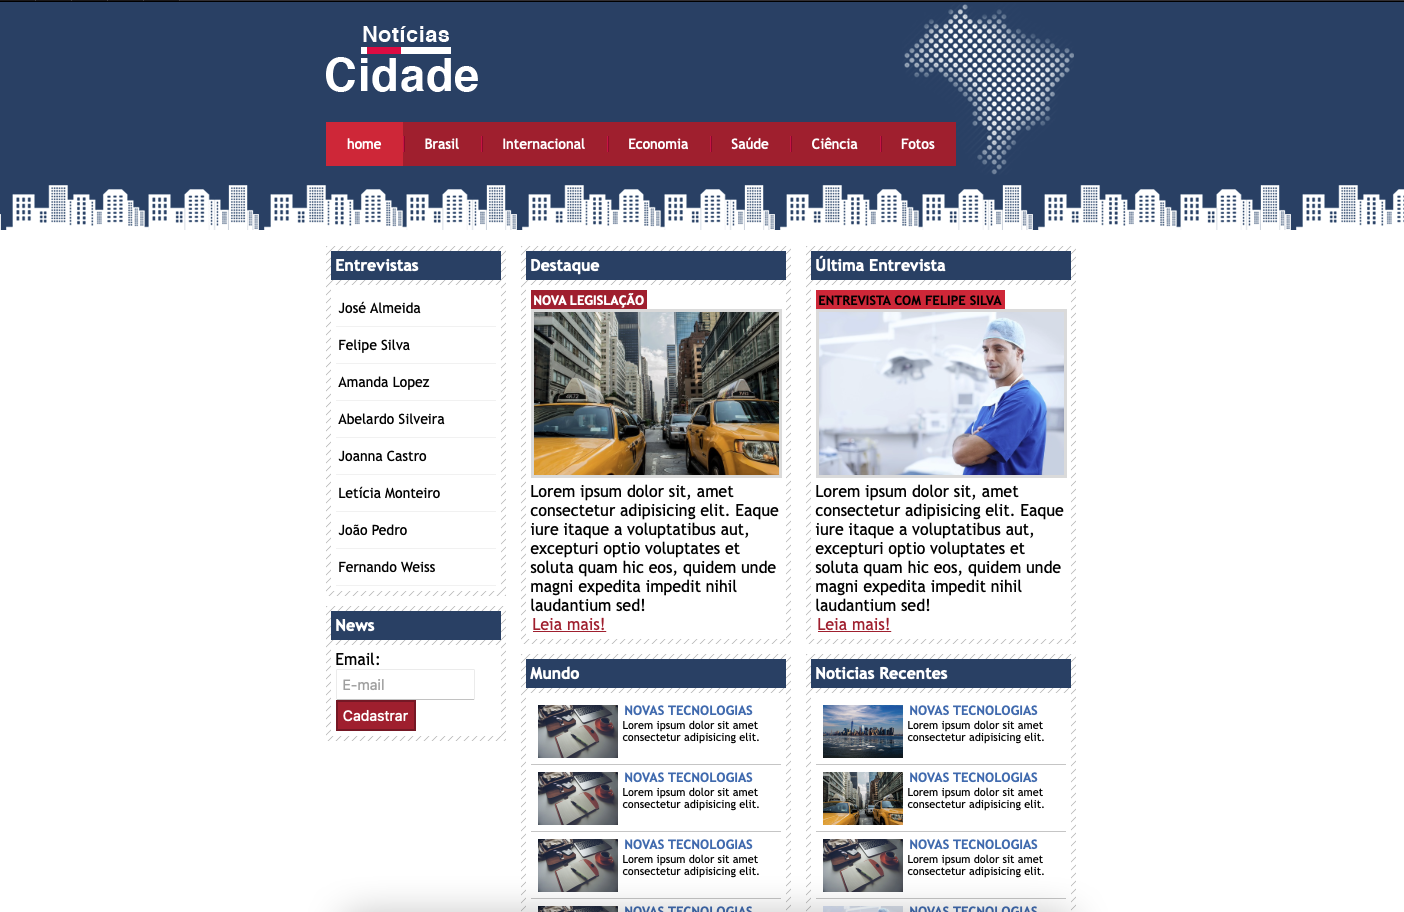 Notícias
Cidade
home Brasil Internacional Economia Saúde Ciência Fotos
Entrevistas
José Almeida
Felipe Silva
Amanda Lopez
Abelardo Silveira
Joanna Castro
Letícia Monteiro
João Pedro
Fernando Weiss
News
Email:
E-mail
Cadastrar
Destaque
NOVA LEGISLAÇÃO
Lorem ipsum dolor sit, amet
consectetur adipisicing elit. Eaque
iure itaque a voluptatibus aut,
excepturi optio voluptates et
soluta quam hic eos, quidem unde
magni expedita impedit nihil
laudantium sed!
Leia mais!
Última Entrevista
ENTREVISTA COM FELIPE SILVA
Lorem ipsum dolor sit, amet
consectetur adipisicing elit. Eaque
iure itaque a voluptatibus aut,
excepturi optio voluptates et
soluta quam hic eos, quidem unde
magni expedita impedit nihil
laudantium sed!
Leia mais!
Mundo
NOVAS TECNOLOGIAS
Lorem ipsum dolor sit amet
consectetur adipisicing elit.
NOVAS TECNOLOGIAS
Lorem ipsum dolor sit amet
consectetur adipisicing elit.
NOVAS TECNOLOGIAS
Lorem ipsum dolor sit amet
consectetur adipisicing elit.
NOVAS TECNOLOGIAS
Noticias Recentes
NOVAS TECNOLOGIAS
Lorem ipsum dolor sit amet
consectetur adipisicing elit.
NOVAS TECNOLOGIAS
Lorem ipsum dolor sit amet
consectetur adipisicing elit.
NOVAS TECNOLOGIAS
Lorem ipsum dolor sit amet
consectetur adipisicing elit.
NOVAS TECNOLOGIAS